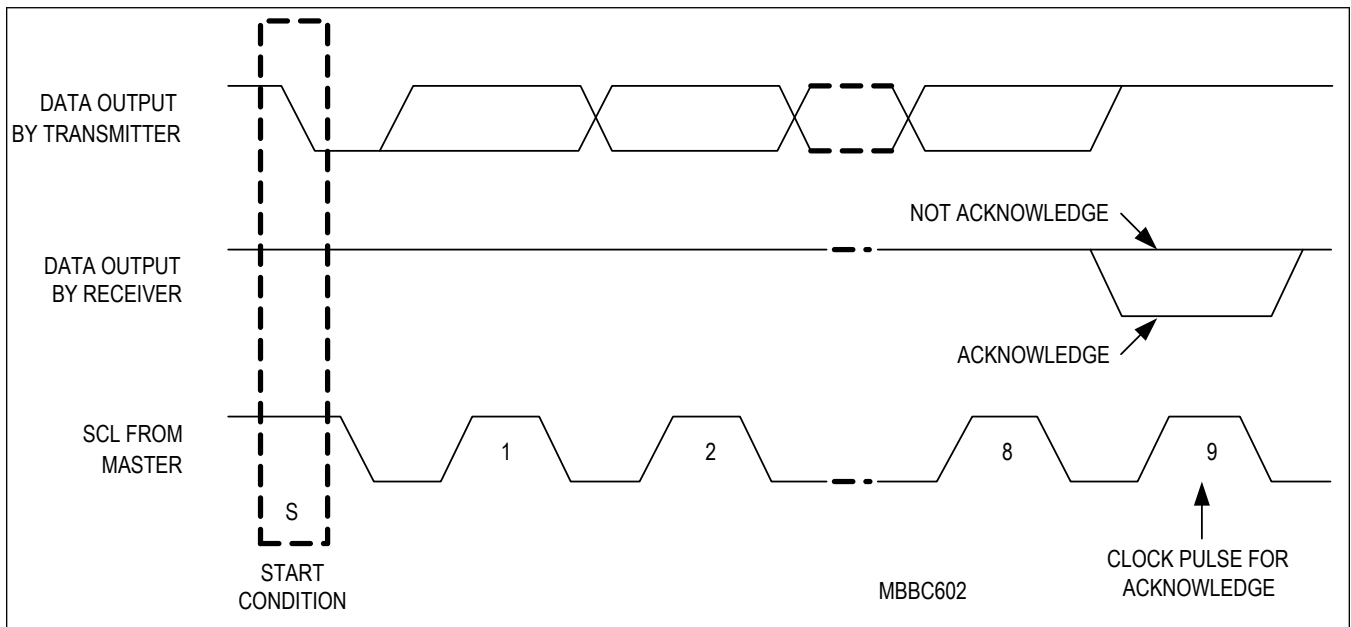 DATA OUTPUT
BY TRANSMITTER
NOT ACKNOWLEDGE
DATA OUTPUT
BY RECEIVER
ACKNOWLEDGE
SCL FROM
MASTER
1
2
8
9
S
START
CONDITION
MBBC602
CLOCK PULSE FOR
ACKNOWLEDGE